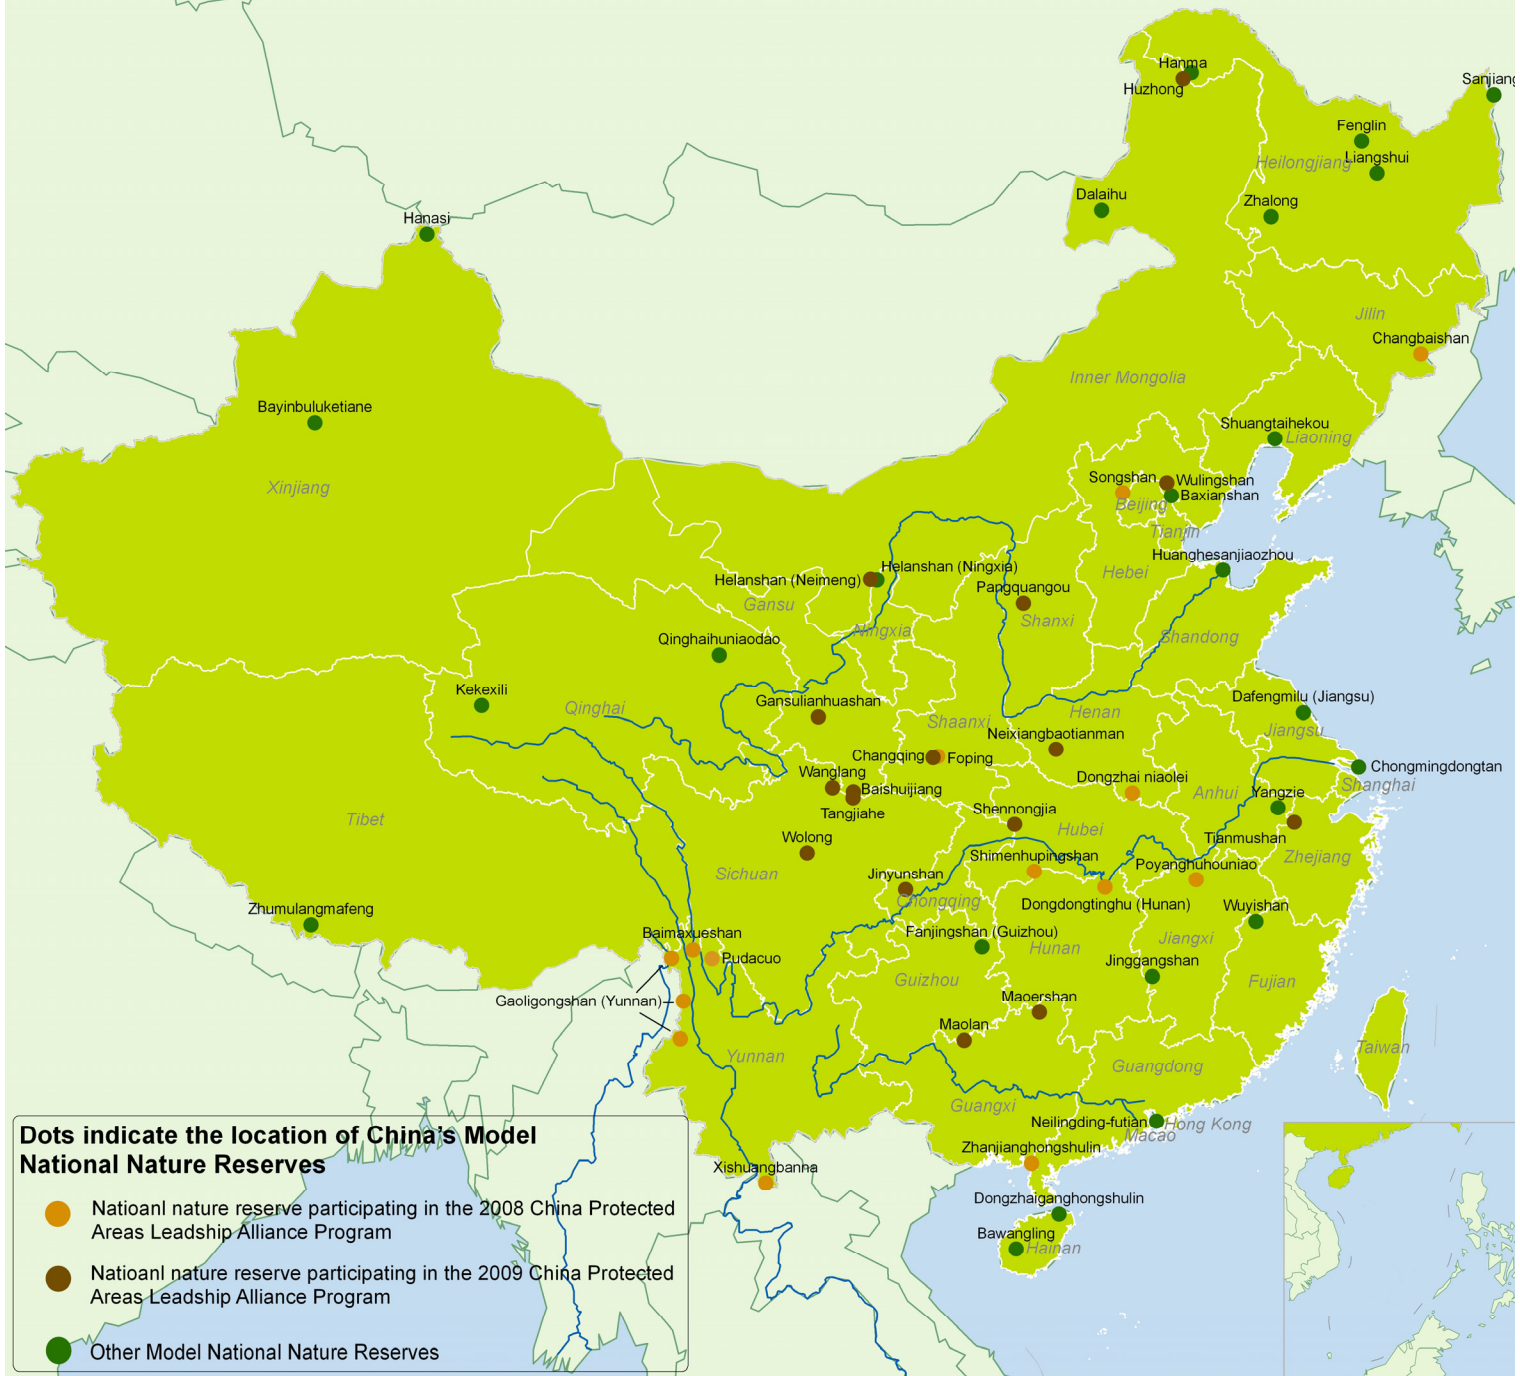 Hanma
Huzhong
Sanjiang
Fenglin
Liangshui
Heilongjiang
Dalaihu
Zhalong
Hanasi
Jilin
Changbaishan
Inner Mongolia
Bayinbuluketiane
Shuangtaihekou
Liaoning
Xinjiang
Songshan
Wulingshan
Baxianshan
Beijing
Tianjin
Huanghesanjiaozhou
Helanshan (Neimeng)
Helanshan (Ningxia)
Hebei
Pangquangou
Gansu
Ningxia
Shanxi
Shandong
Qinghaihuniaodao
Kekexili
Qinghai
Gansulianhuashan
Shaanxi
Henan
Dafengmilu (Jiangsu)
Jiangsu
Neixiangbaotianman
Changqing
Foping
Chongmingdongtan
Wanglang
Baishuijiang
Tangjiahe
Dongzhai niaolei
Anhui
Yangzie
Shanghai
Tibet
Shennongjia
Hubei
Tianmushan
Wolong
Zhejiang
Shimenhupingshan
Poyanghuhouniao
Sichuan
Jinyunshan
Chongqing
Dongdongtinghu (Hunan)
Wuyishan
Zhumulangmafeng
Baimaxueshan
Fanjingshan (Guizhou)
Hunan
Jiangxi
Pudacuo
Jinggangshan
Guizhou
Fujian
Gaoligongshan (Yunnan)
Maoershan
Maolan
Yunnan
Taiwan
Guangdong
Guangxi
Neilingding-futian
Hong Kong
Macao
Zhanjianghongshulin
Xishuangbanna
Dongzhaiganghongshulin
Bawangling
Hainan
Dots indicate the location of China's Model
National Nature Reserves
Natioanl nature reserve participating in the 2008 China Protected
Areas Leadship Alliance Program
Natioanl nature reserve participating in the 2009 China Protected
Areas Leadship Alliance Program
Other Model National Nature Reserves